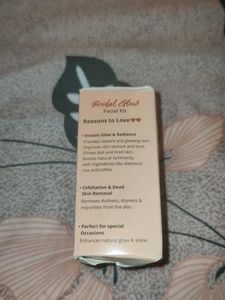 Bridal Glow
Facial Kit
Reasons to Love❤❤
• Instant Glow & Radiance
Provides radiant and glowing skin.
Improves skin texture and tone.
Shines dull and tired skin.
Boosts natural luminosity
with ingredients like diamond
rice and coffee.
• Exfoliation & Dead
Skin Removal
Removes dullness, dryness &
impurities from the skin.
• Perfect for special
Occasions
Enhances natural glow & shine.